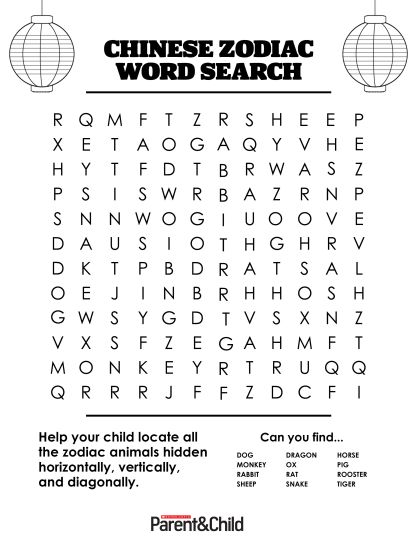 CHINESE ZODIAC
WORD SEARCH
R Q M F T Z R S H E E P
X E T A O G A Q Y V H E
H Y T F D T B R W A S Z
P S I S W R B A Z R N P
S N N W O G I U O O V E
D A U S I O T H G H R V
D K T P B D R A T S A L
O E J I N B R H H O S H
G W S Y G D T V S X N Z
V X S F Z E G A H M F T
M O N K E Y R T R U Q Q
Q R R R J F F Z D C F I
Help your child locate all
the zodiac animals hidden
horizontally, vertically,
and diagonally.
Can you find...
DOG DRAGON HORSE
MONKEY OX PIG
RABBIT RAT ROOSTER
SHEEP SNAKE TIGER
SCHOLASTIC
Parent&Child